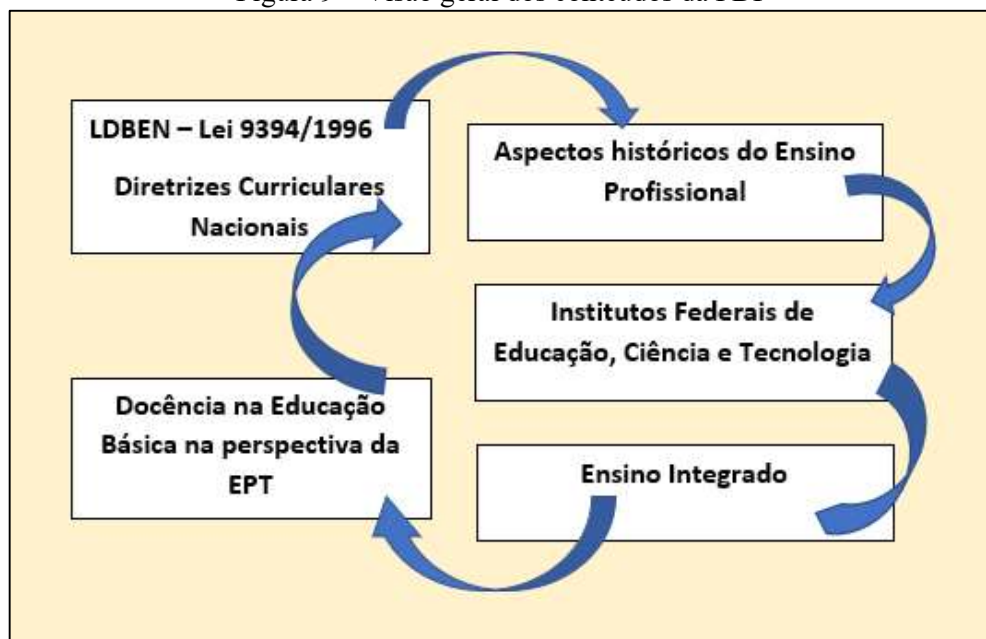 LDBEN – Lei 9394/1996
Diretrizes Curriculares
Nacionais
Aspectos históricos do Ensino
Profissional
Institutos Federais de
Educação, Ciência e Tecnologia
Ensino Integrado
Docência na Educação
Básica na perspectiva da
EPT